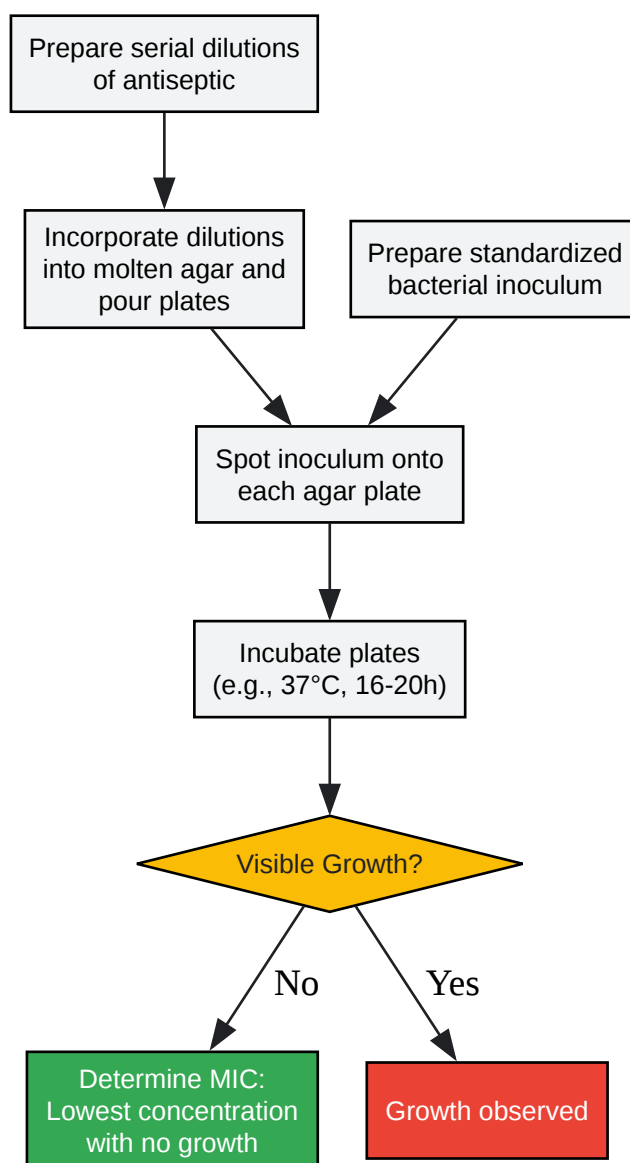 Prepare serial dilutions
of antiseptic
Incorporate dilutions
into molten agar and
pour plates
Prepare standardized
bacterial inoculum
Spot inoculum onto
each agar plate
Incubate plates
(e.g., 37°C, 16-20h)
Visible Growth?
No
Yes
Determine MIC:
Lowest concentration
with no growth
Growth observed